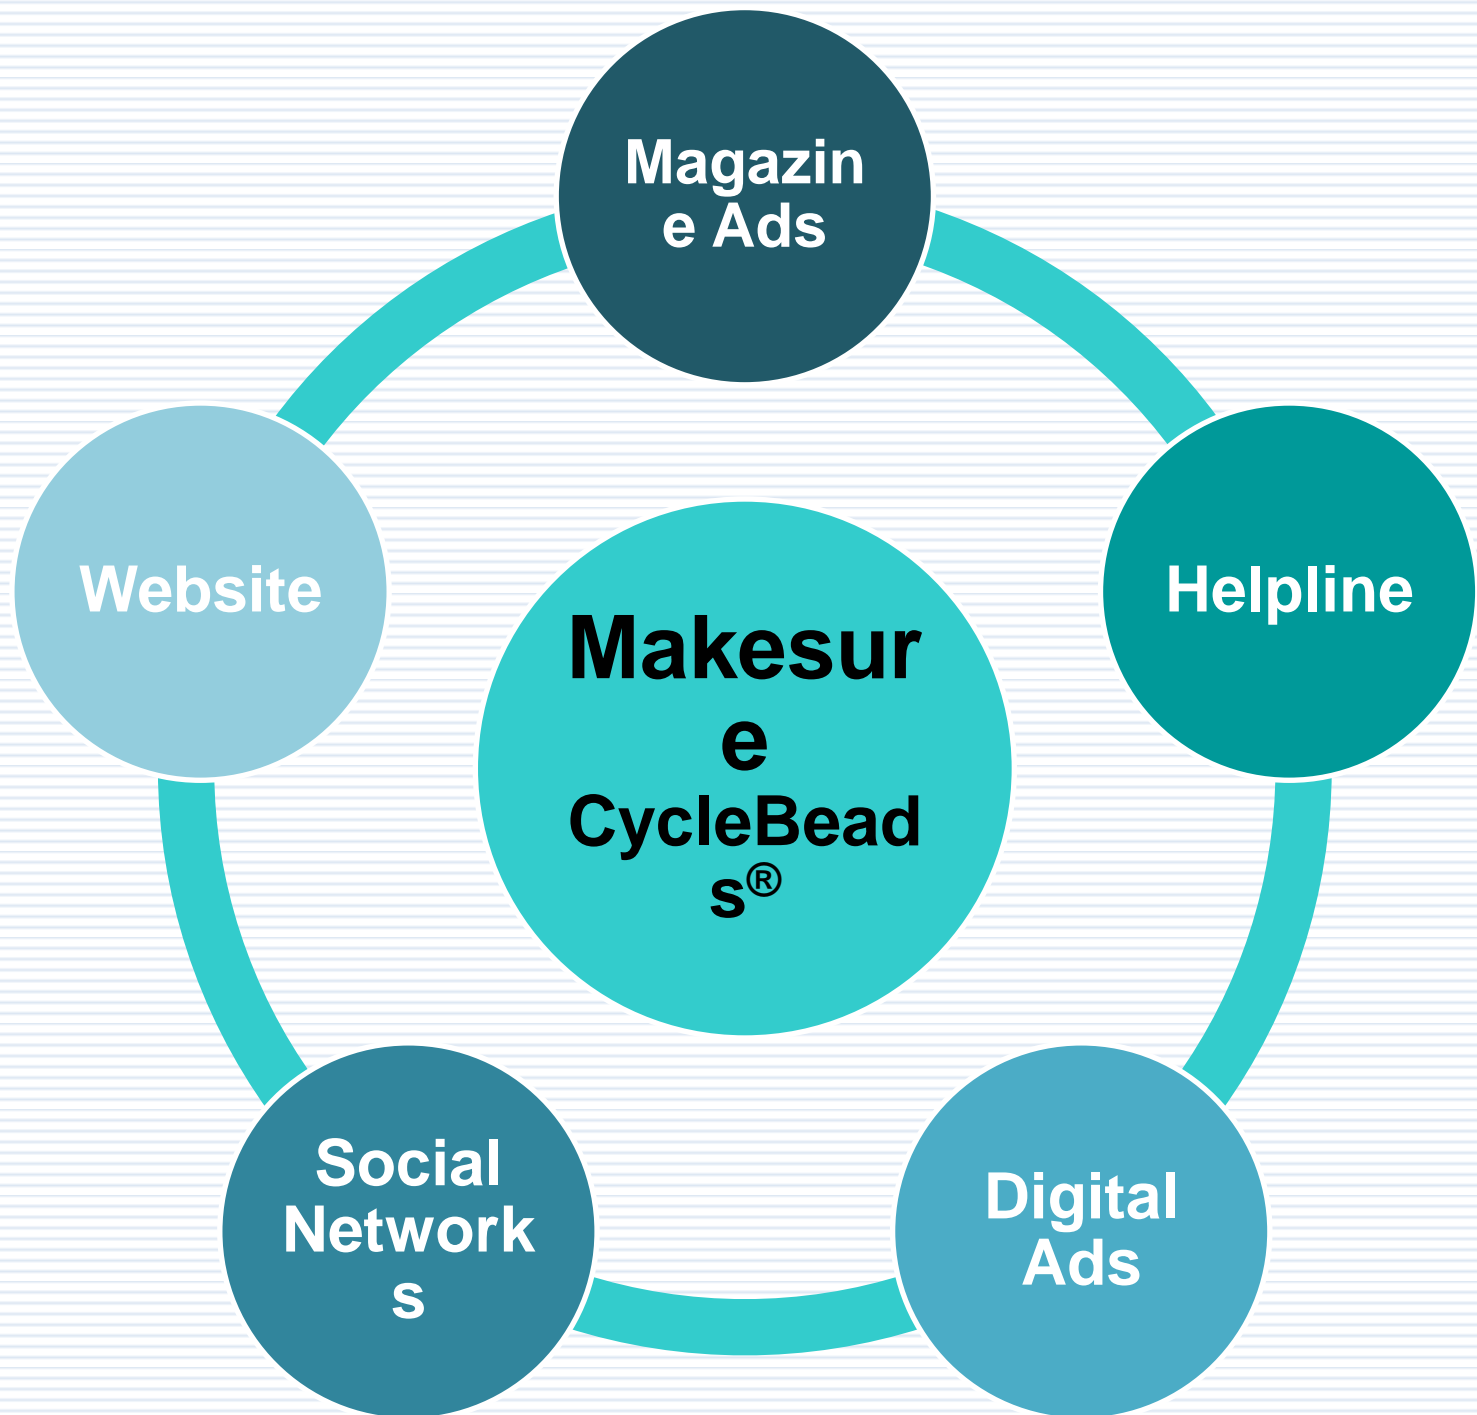 Magazin
e Ads
Helpline
Digital
Ads
Social
Network
s
Website
Makesur
e
CycleBead
s®